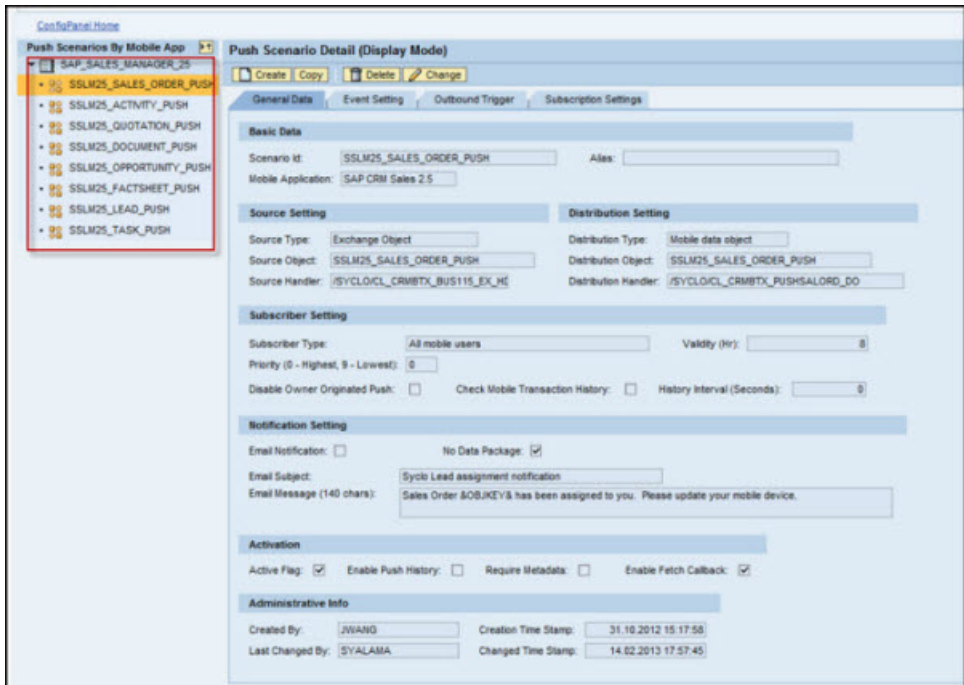 ConfigPanel Home
Push Scenarios By Mobile App
SAP_SALES_MANAGER_25
SSLM25_SALES_ORDER_PUSH
SSLM25_ACTIVITY_PUSH
SSLM25_QUOTATION_PUSH
SSLM25_DOCUMENT_PUSH
SSLM25_OPPORTUNITY_PUSH
SSLM25_FACTSHEET_PUSH
SSLM25_LEAD_PUSH
SSLM25_TASK_PUSH
Push Scenario Detail (Display Mode)
Create Copy Delete Change
General Data Event Setting Outbound Trigger Subscription Settings
Basic Data
Scenario Id: SSLM25_SALES_ORDER_PUSH Alias:
Mobile Application: SAP CRM Sales 2.5
Source Setting Distribution Setting
Source Type: Exchange Object Distribution Type: Mobile data object
Source Object: SSLM25_SALES_ORDER_PUSH Distribution Object: SSLM25_SALES_ORDER_PUSH
Source Handler: /SYCLO/CL_CRMBTX_BUS115_EX_HD Distribution Handler: /SYCLO/CL_CRMBTX_PUSHSALORD_DO
Subscriber Setting
Subscriber Type: All mobile users Validity (Hr): 8
Priority (0 - Highest, 9 - Lowest): 0
Disable Owner Originated Push: Check Mobile Transaction History: History Interval (Seconds): 0
Notification Setting
Email Notification: No Data Package:
Email Subject: Syclo Lead assignment notification
Email Message (140 chars): Sales Order &OBJKEY& has been assigned to you. Please update your mobile device.
Activation
Active Flag: Enable Push History: Require Metadata: Enable Fetch Callback:
Administrative Info
Created By: JWANG Creation Time Stamp: 31.10.2012 15:17:58
Last Changed By: SYALAMA Changed Time Stamp: 14.02.2013 17:57:45